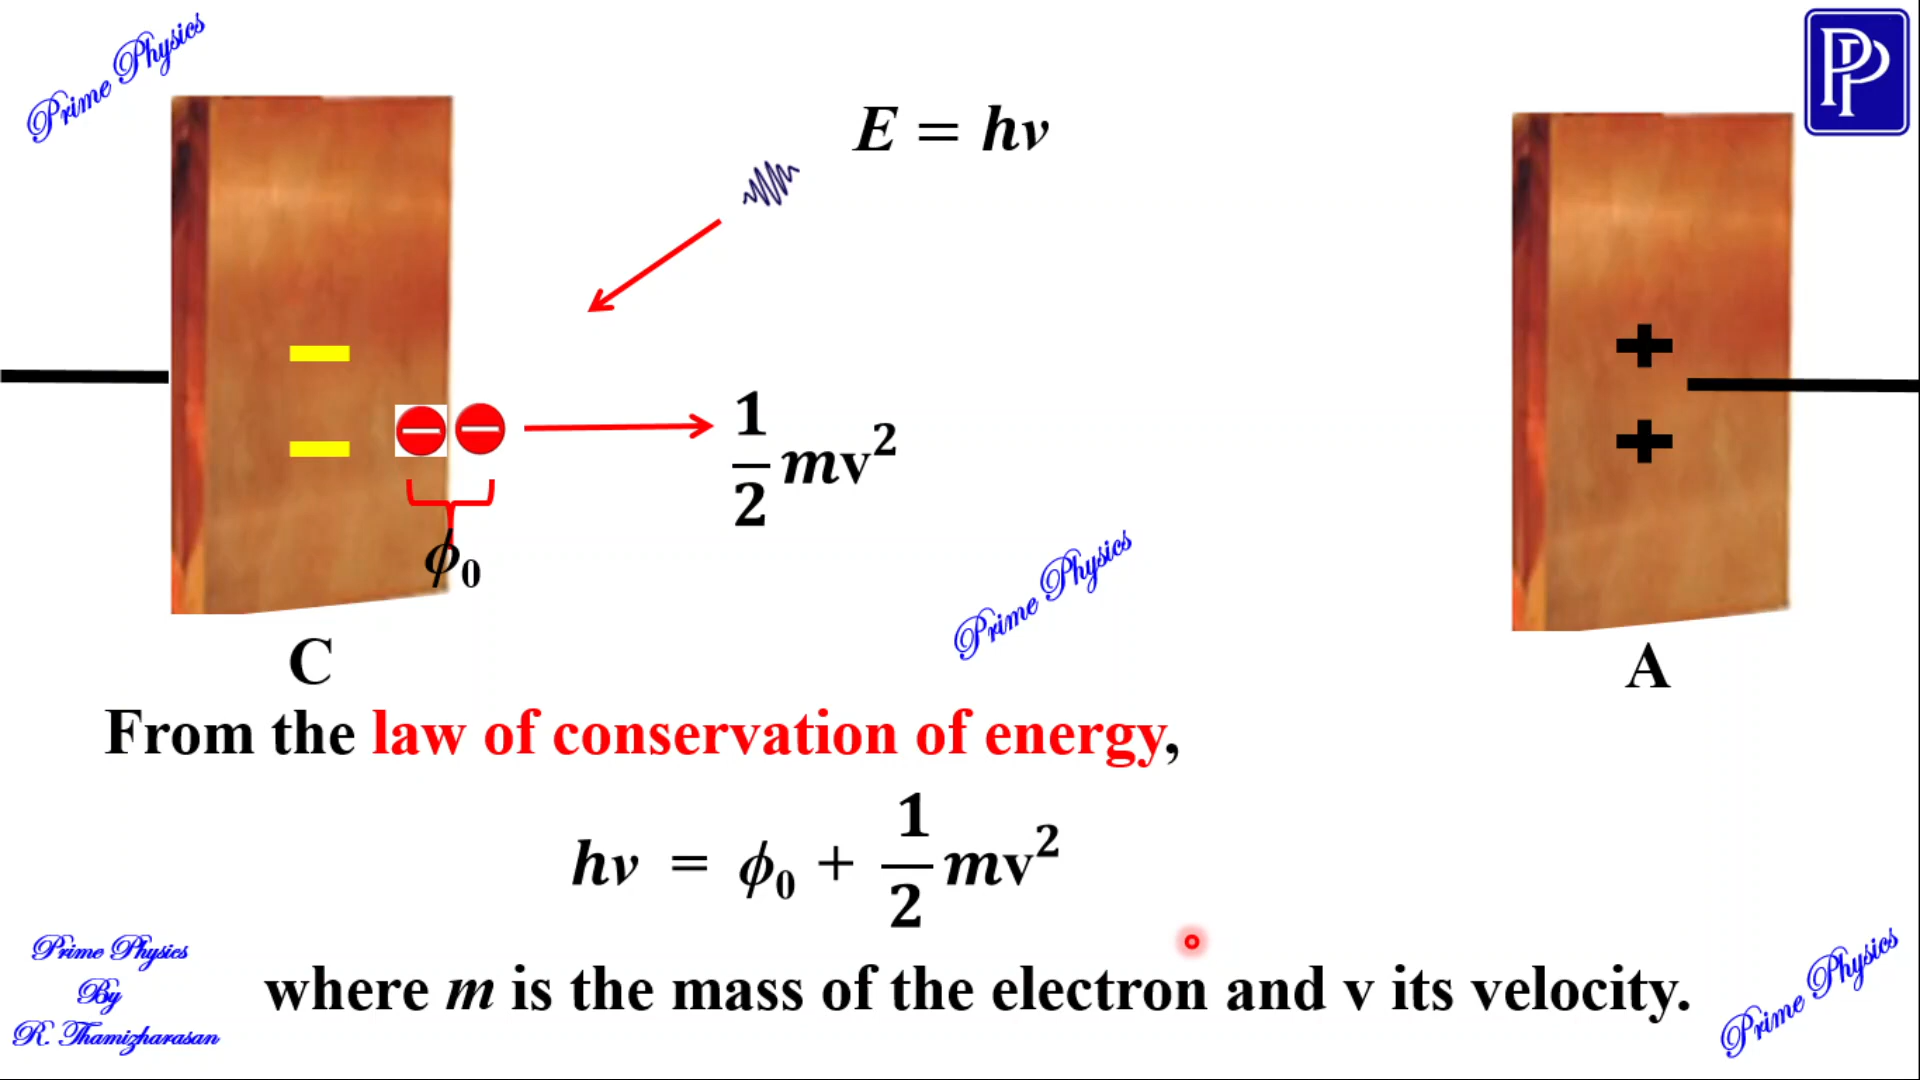 Prime Physics
PP
E = hν
− −
+ +
1/2 mv²
ϕ₀
Prime Physics
C
A
From the law of conservation of energy,
hν = ϕ₀ + 1/2 mv²
Prime Physics
By
R. Thamizharasan
where m is the mass of the electron and v its velocity.
Prime Physics